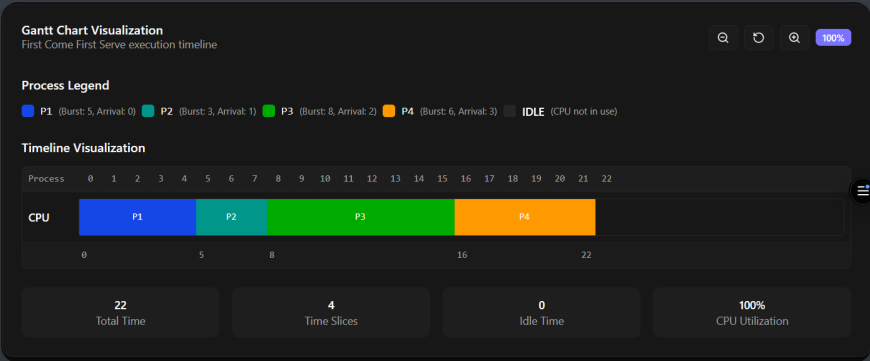 Gantt Chart Visualization
First Come First Serve execution timeline
100%
Process Legend
P1 (Burst: 5, Arrival: 0) P2 (Burst: 3, Arrival: 1) P3 (Burst: 8, Arrival: 2) P4 (Burst: 6, Arrival: 3) IDLE (CPU not in use)
Timeline Visualization
Process 0 1 2 3 4 5 6 7 8 9 10 11 12 13 14 15 16 17 18 19 20 21 22
CPU P1 P2 P3 P4
0 5 8 16 22
22 4 0 100%
Total Time Time Slices Idle Time CPU Utilization